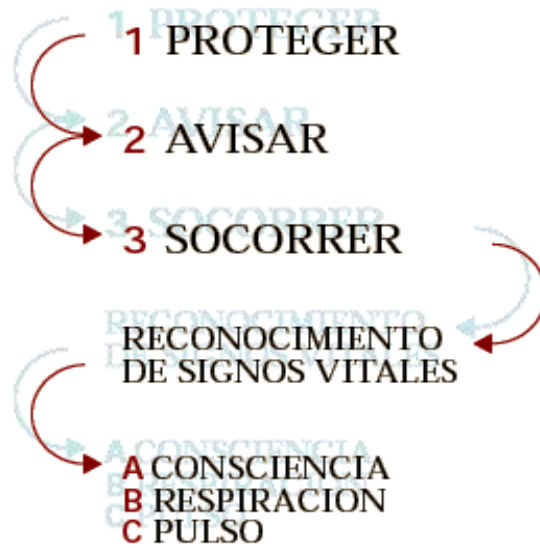 1 PROTEGER
2 AVISAR
3 SOCORRER
RECONOCIMIENTO
DE SIGNOS VITALES
A CONSCIENCIA
B RESPIRACION
C PULSO